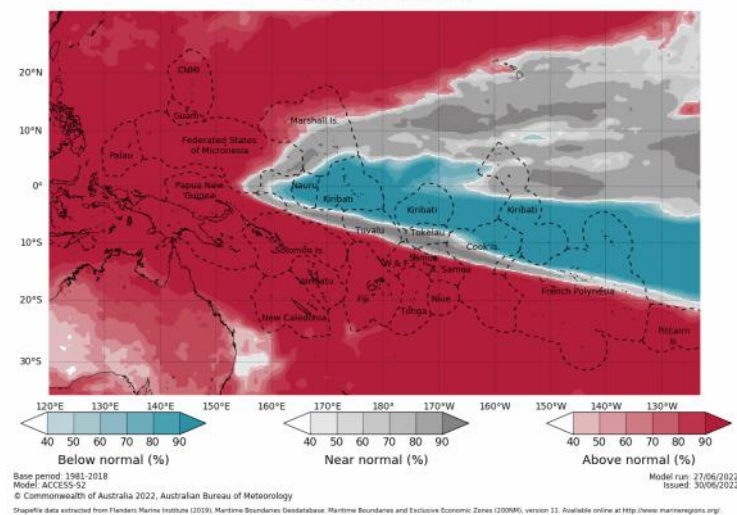 20°N
CNMI
Guam
Marshall Is
10°N
Federated States
of Micronesia
Palau
0°
Papua New
Guinea
Nauru
Kiribati
Kiribati
Kiribati
Tuvalu
Tokelau
10°S
Solomon Is
Cook Is
Samoa
W & F
A. Samoa
Vanuatu
Fiji
Niue
French Polynesia
20°S
Tonga
New Caledonia
Pitcairn
Is
30°S
120°E 130°E 140°E 150°E 160°E 170°E 180° 170°W 160°W 150°W 140°W 130°W
40 50 60 70 80 90
40 50 60 70 80 90
40 50 60 70 80 90
Below normal (%)
Near normal (%)
Above normal (%)
Base period: 1981-2018
Model run: 27/06/2022
Model: ACCESS-S2
Issued: 30/06/2022
© Commonwealth of Australia 2022, Australian Bureau of Meteorology
Shapefile data extracted from Flanders Marine Institute (2019), Maritime Boundaries Geodatabase: Maritime Boundaries and Exclusive Economic Zones (200NM), version 11. Available online at http://www.marineregions.org/